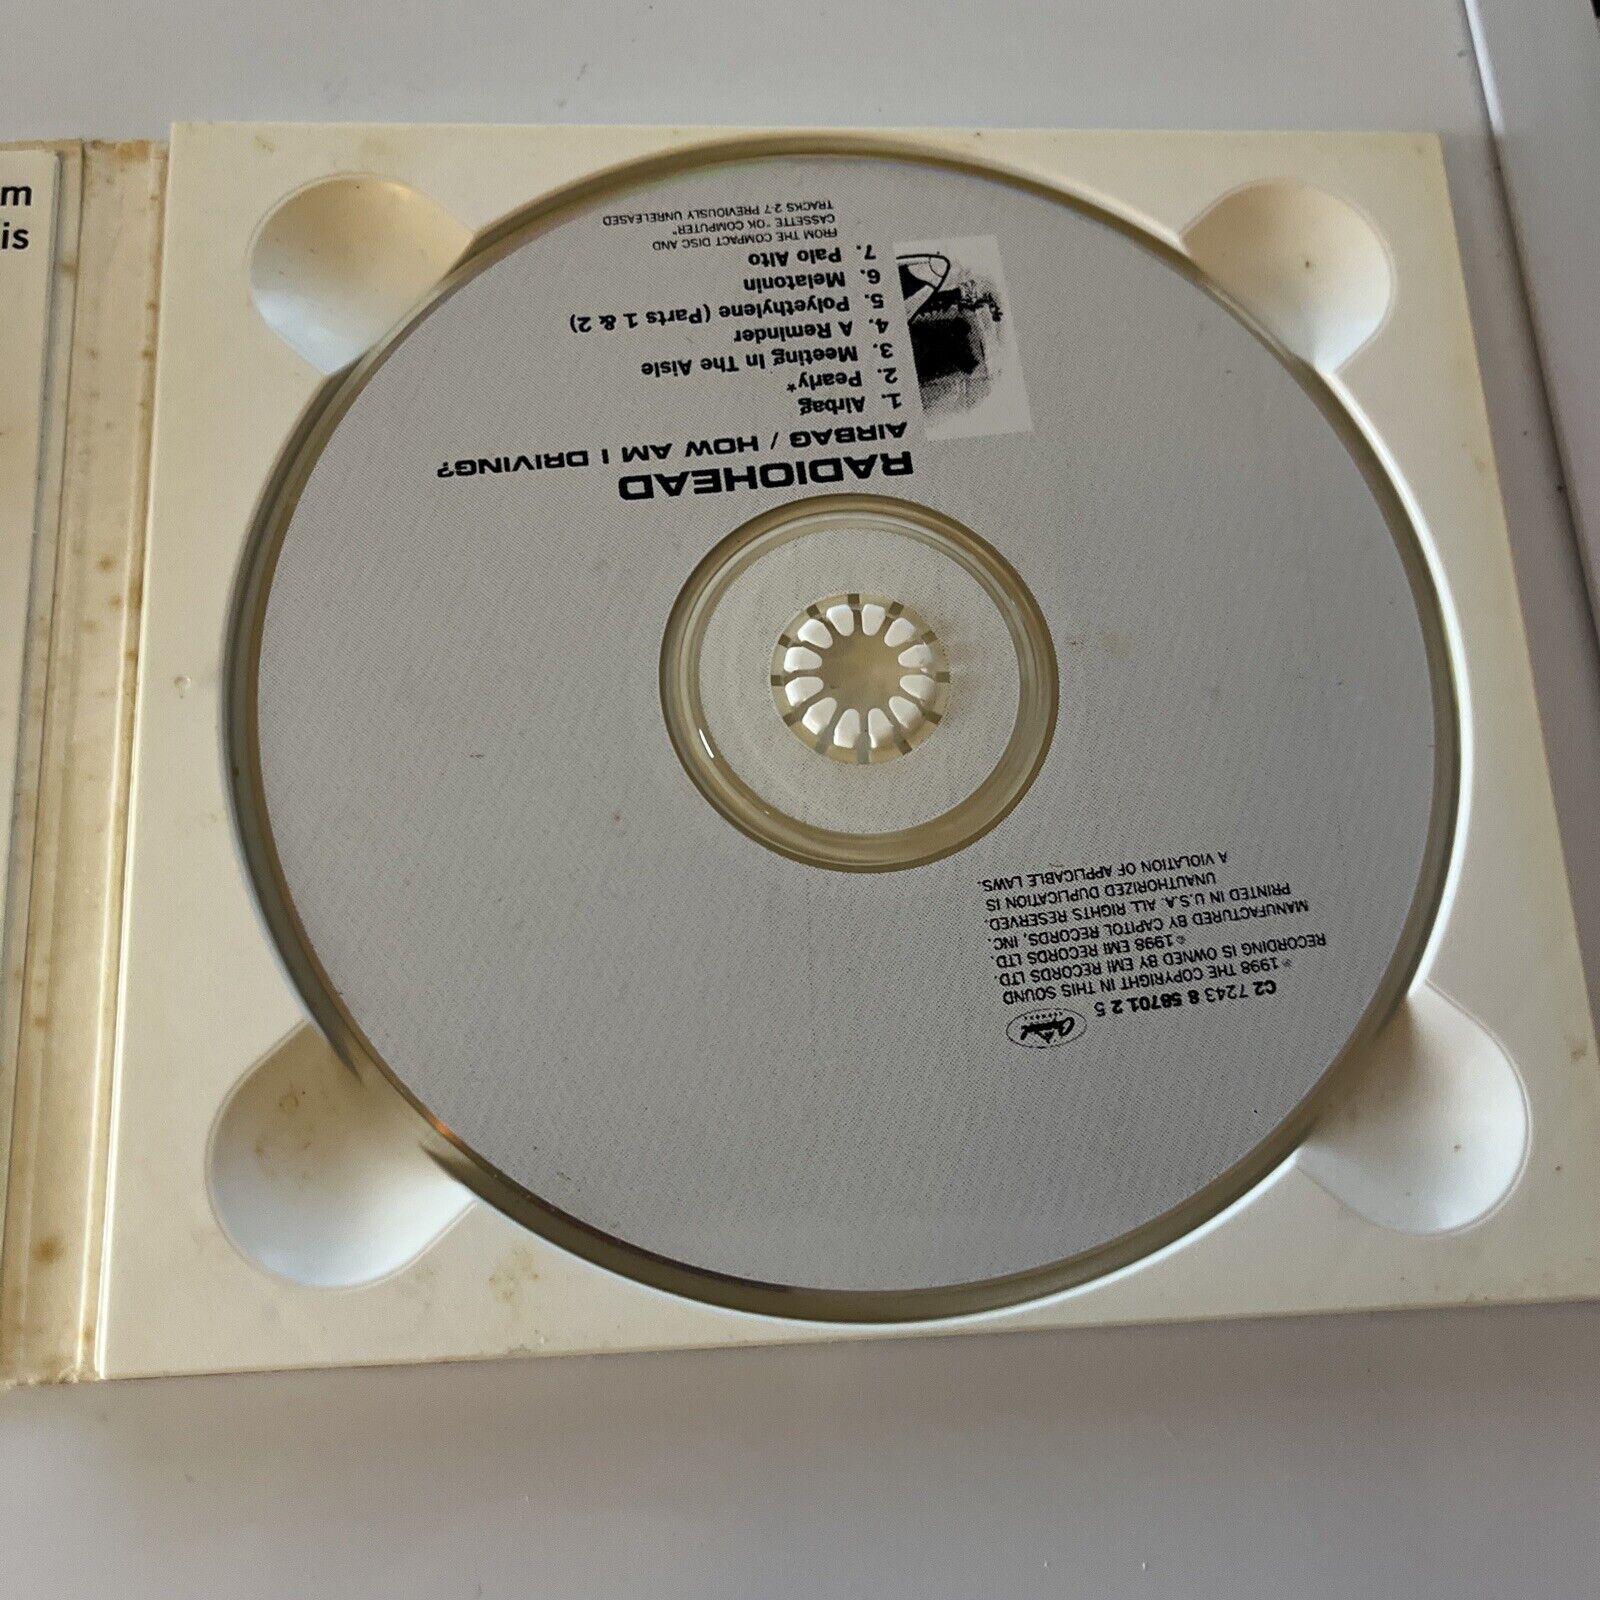 m
is
RADIOHEAD
AIRBAG / HOW AM I DRIVING?
1. Airbag
2. Pearly*
3. Meeting In The Aisle
4. A Reminder
5. Polyethylene (Parts 1 & 2)
6. Melatonin
7. Palo Alto
FROM THE COMPACT DISC AND
CASSETTE "OK COMPUTER"
TRACKS 2-7 PREVIOUSLY UNRELEASED
Capitol
RECORDS
C2 7243 8 58701 2 5
℗1998 THE COPYRIGHT IN THIS SOUND
RECORDING IS OWNED BY EMI RECORDS LTD.
©1998 EMI RECORDS LTD.
MANUFACTURED BY CAPITOL RECORDS, INC.
PRINTED IN U.S.A. ALL RIGHTS RESERVED.
UNAUTHORIZED DUPLICATION IS
A VIOLATION OF APPLICABLE LAWS.